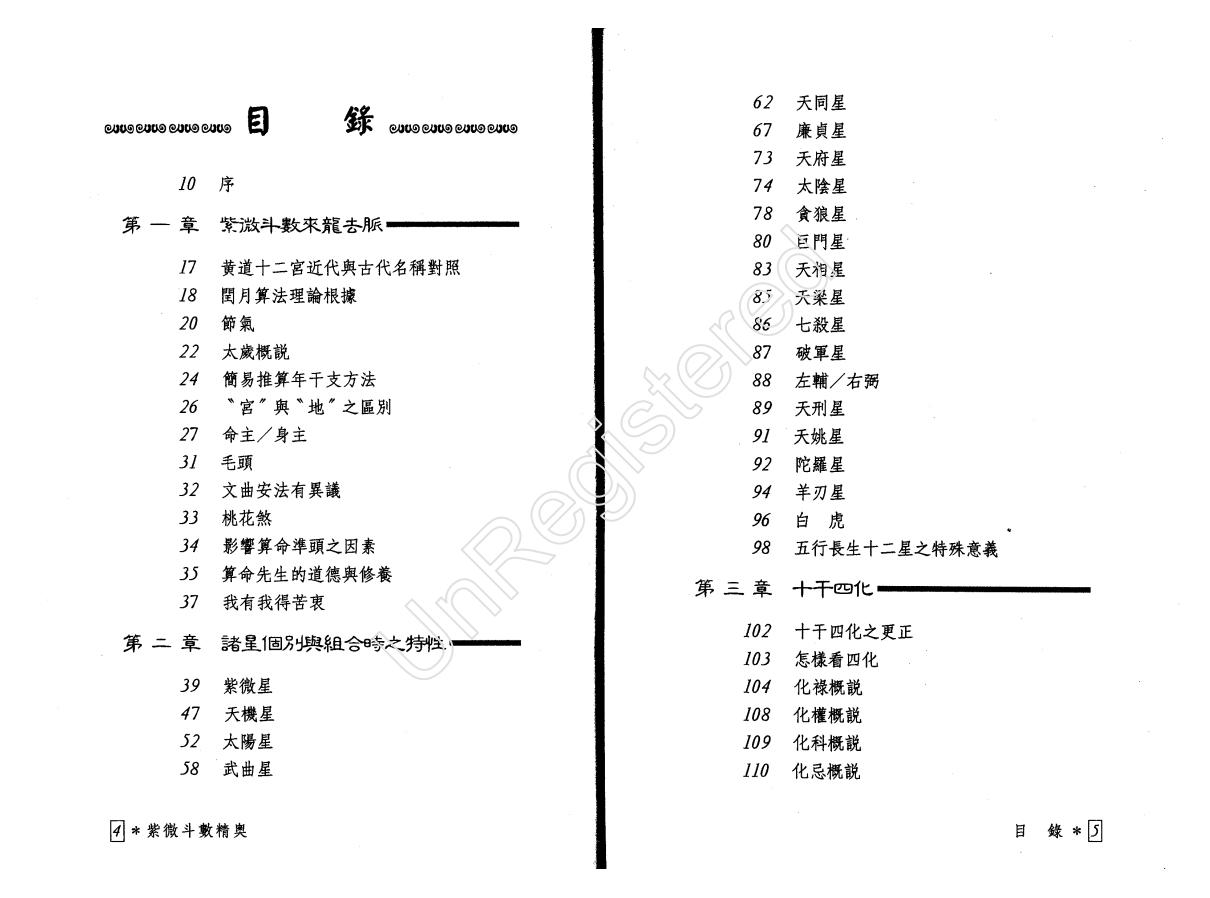 目　錄
10 序
第一章 紫微斗數來龍去脈
17 黃道十二宮近代與古代名稱對照
18 閏月算法理論根據
20 節氣
22 太歲概說
24 簡易推算年干支方法
26 〝宮〞與〝地〞之區別
27 命主／身主
31 毛頭
32 文曲安法有異議
33 桃花煞
34 影響算命準頭之因素
35 算命先生的道德與修養
37 我有我得苦衷
第二章 諸星個別與組合時之特性
39 紫微星
47 天機星
52 太陽星
58 武曲星
4 *紫微斗數精奧
62 天同星
67 廉貞星
73 天府星
74 太陰星
78 貪狼星
80 巨門星
83 天相星
85 天梁星
86 七殺星
87 破軍星
88 左輔／右弼
89 天刑星
91 天姚星
92 陀羅星
94 羊刃星
96 白　虎
98 五行長生十二星之特殊意義
第三章 十干四化
102 十干四化之更正
103 怎樣看四化
104 化祿概說
108 化權概說
109 化科概說
110 化忌概說
目　錄* 5
UnRegistered